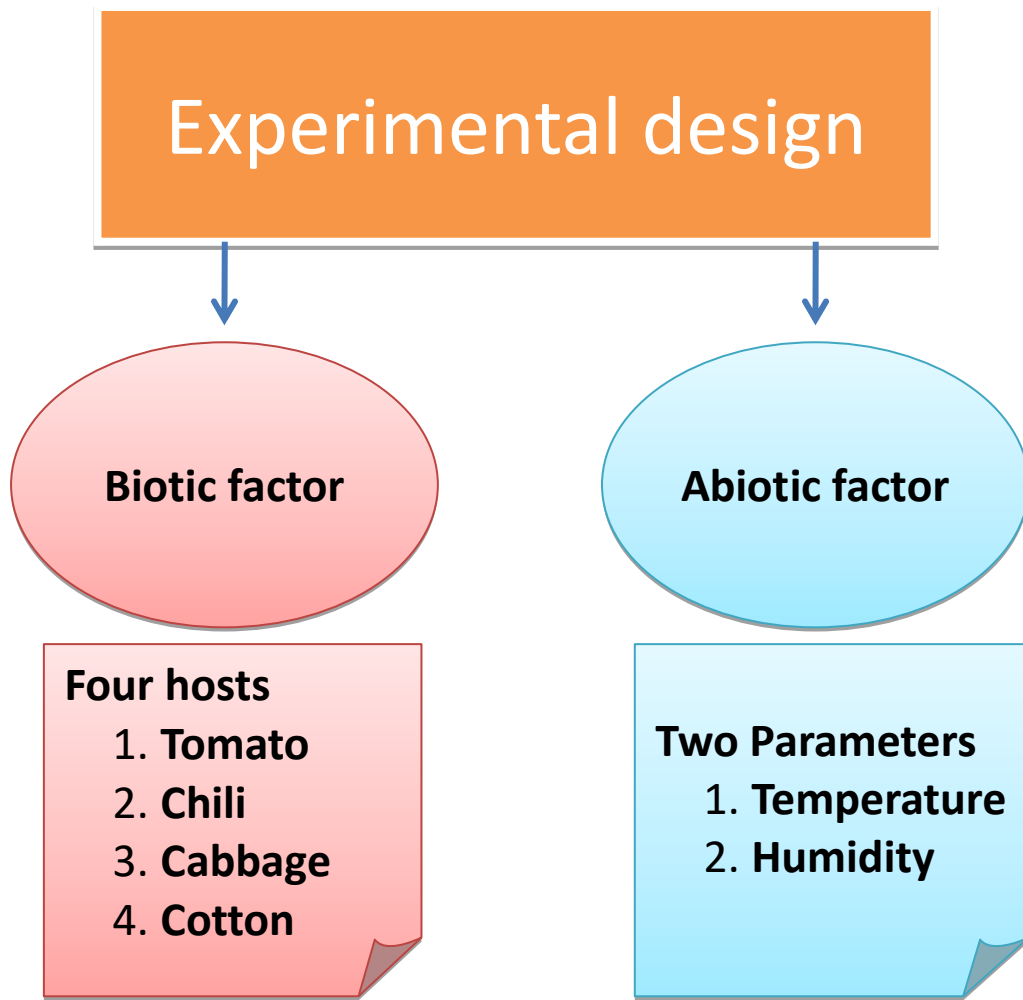 Experimental design
Biotic factor
Abiotic factor
Four hosts
1. Tomato
2. Chili
3. Cabbage
4. Cotton
Two Parameters
1. Temperature
2. Humidity